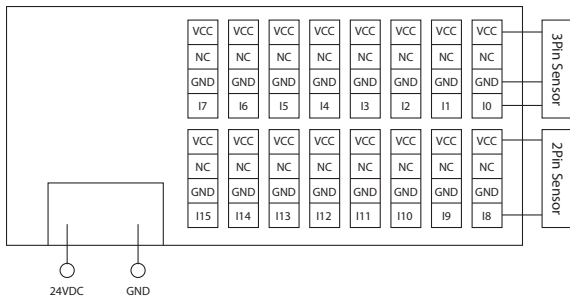 VCC VCC VCC VCC VCC VCC VCC VCC
NC NC NC NC NC NC NC NC
GND GND GND GND GND GND GND GND
I7 I6 I5 I4 I3 I2 I1 I0
3Pin Sensor
VCC VCC VCC VCC VCC VCC VCC VCC
NC NC NC NC NC NC NC NC
GND GND GND GND GND GND GND GND
I15 I14 I13 I12 I11 I10 I9 I8
2Pin Sensor
24VDC GND